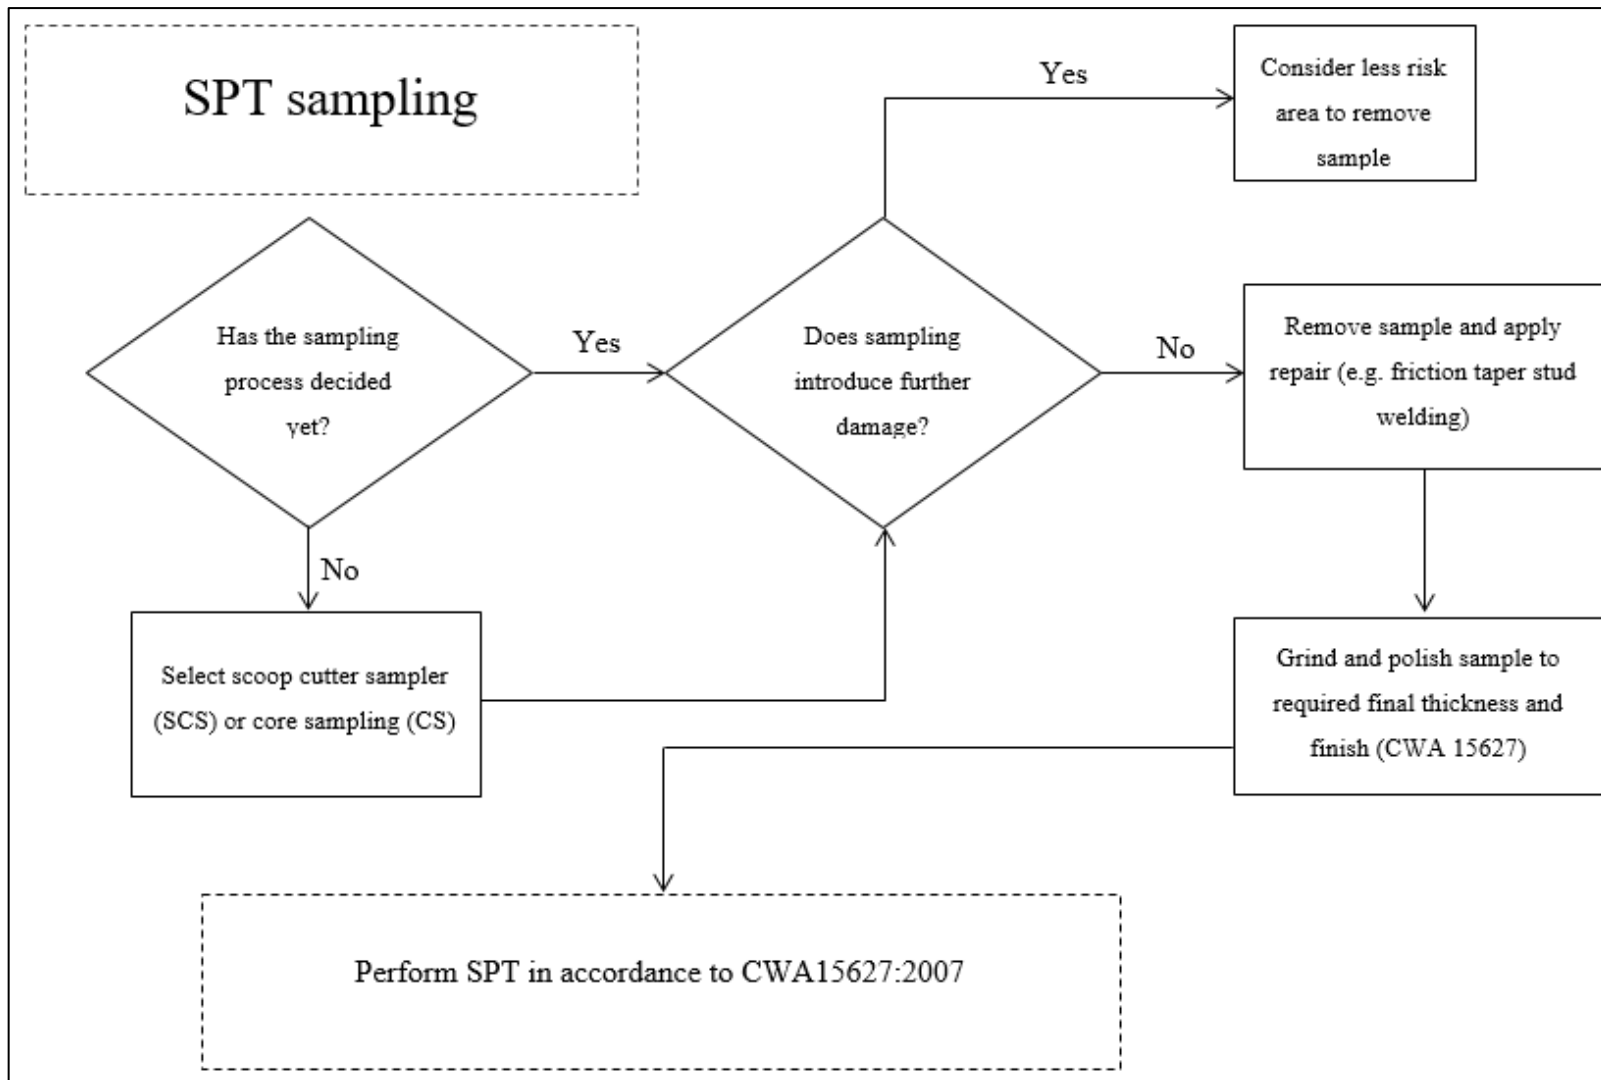 SPT sampling
Yes
Consider less risk
area to remove
sample
Has the sampling
process decided
yet?
Yes
Does sampling
introduce further
damage?
No
Remove sample and apply
repair (e.g. friction taper stud
welding)
No
Select scoop cutter sampler
(SCS) or core sampling (CS)
Grind and polish sample to
required final thickness and
finish (CWA 15627)
Perform SPT in accordance to CWA15627:2007